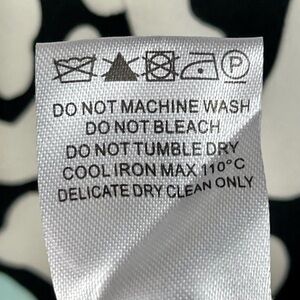 P
DO NOT MACHINE WASH
DO NOT BLEACH
DO NOT TUMBLE DRY
COOL IRON MAX 110°C
DELICATE DRY CLEAN ONLY